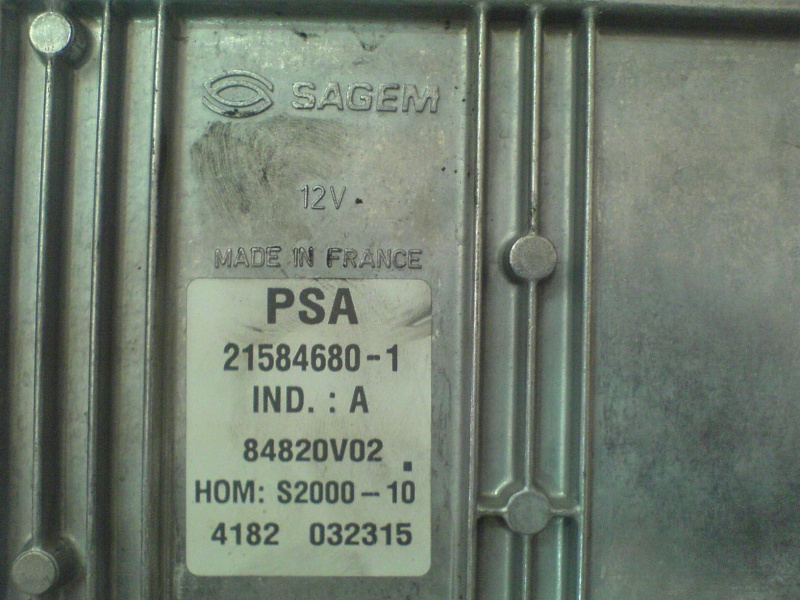 SAGEM
12V
MADE IN FRANCE
PSA
21584680-1
IND. : A
84820V02
HOM: S2000-10
4182 032315